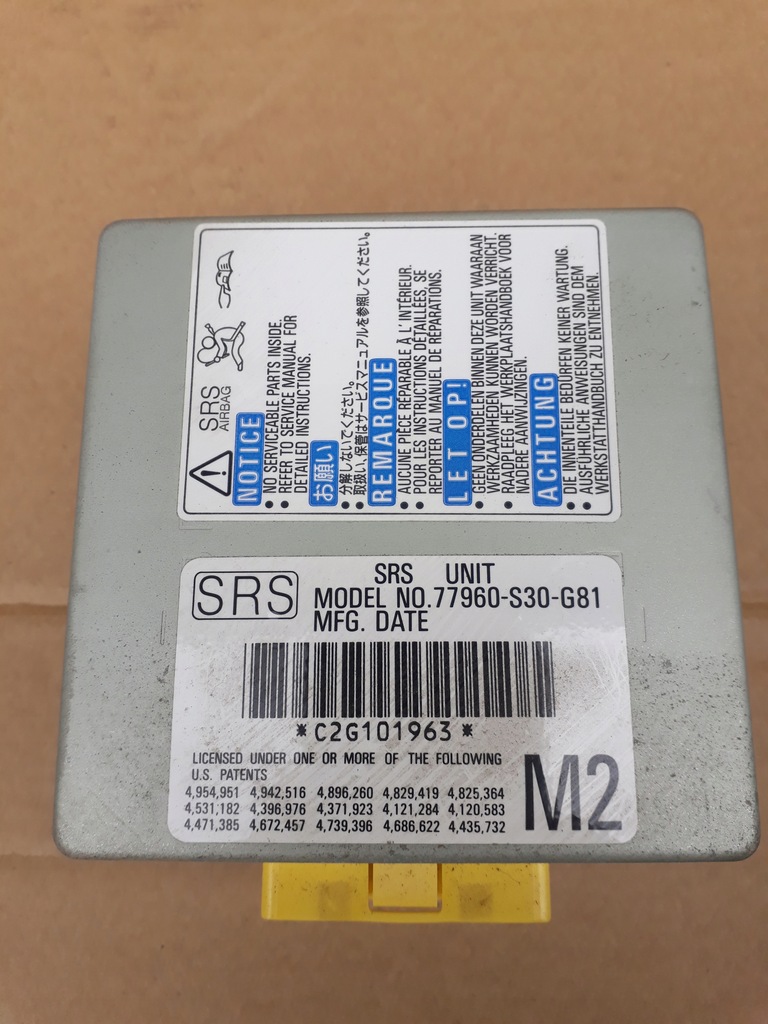 SRS
AIRBAG
NOTICE
• NO SERVICEABLE PARTS INSIDE.
• REFER TO SERVICE MANUAL FOR
DETAILED INSTRUCTIONS.
お願い
• 分解しないでください。
• 取扱い、保管はサービスマニュアルを参照してください。
REMARQUE
• AUCUNE PIÈCE RÉPARABLE À L'INTÉRIEUR.
• POUR LES INSTRUCTIONS DÉTAILLÉES, SE
REPORTER AU MANUEL DE RÉPARATIONS.
LET OP!
• GEEN ONDERDELEN BINNEN DEZE UNIT WAARAAN
WERKZAAMHEDEN KUNNEN WORDEN VERRICHT.
• RAADPLEEG HET WERKPLAATSHANDBOEK VOOR
NADERE AANWIJZINGEN.
ACHTUNG
• DIE INNENTEILE BEDÜRFEN KEINER WARTUNG.
• AUSFÜHRLICHE ANWEISUNGEN SIND DEM
WERKSTATTHANDBUCH ZU ENTNEHMEN.
SRS
SRS UNIT
MODEL NO.77960-S30-G81
MFG. DATE
*C2G101963*
LICENSED UNDER ONE OR MORE OF THE FOLLOWING
U.S. PATENTS
4,954,951 4,942,516 4,896,260 4,829,419 4,825,364
4,531,182 4,396,976 4,371,923 4,121,284 4,120,583
4,471,385 4,672,457 4,739,396 4,686,622 4,435,732
M2